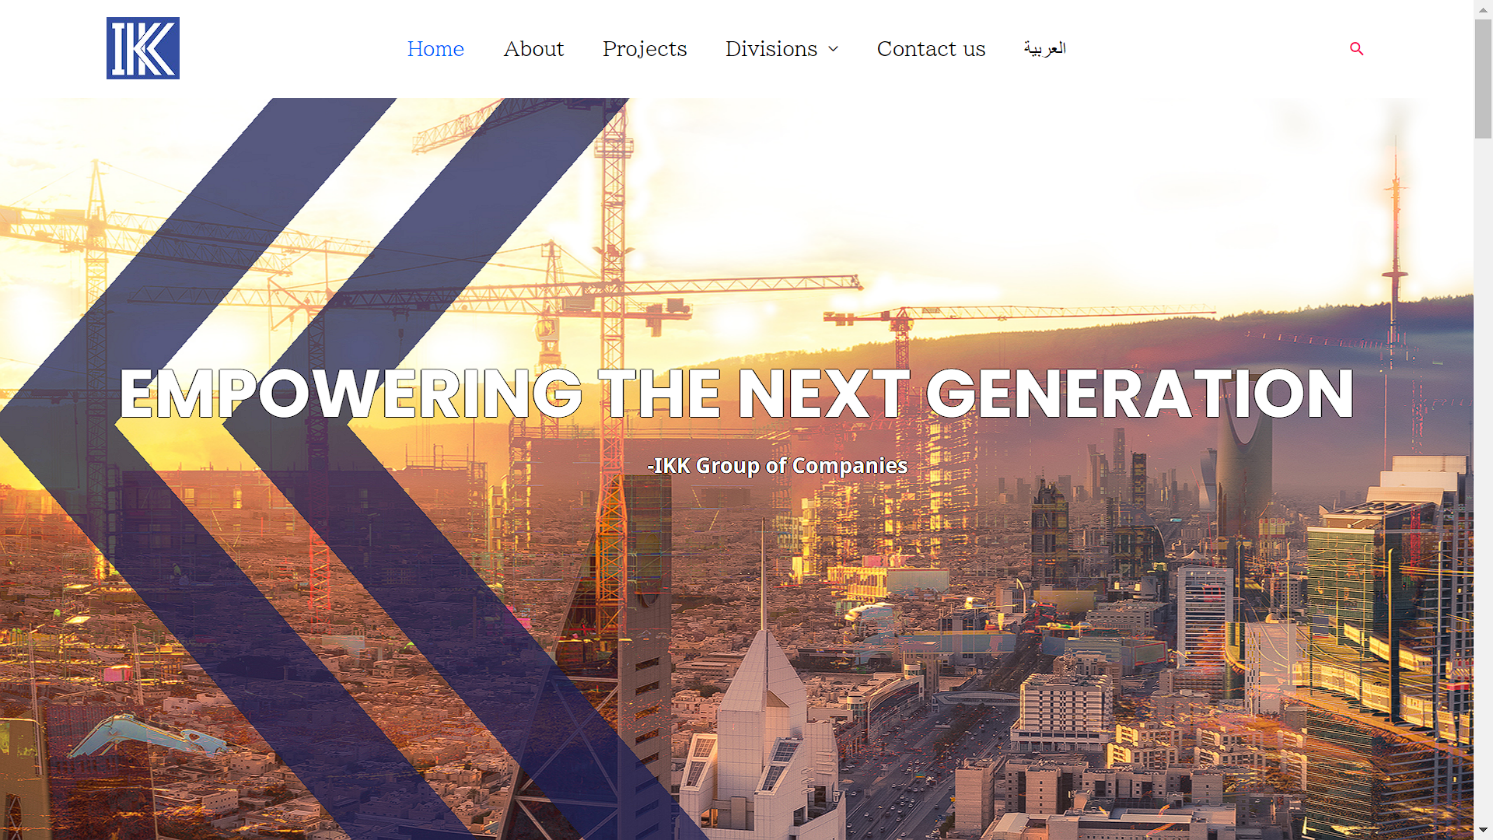 IKK
Home
About
Projects
Divisions
Contact us
العربية
EMPOWERING THE NEXT GENERATION
-IKK Group of Companies